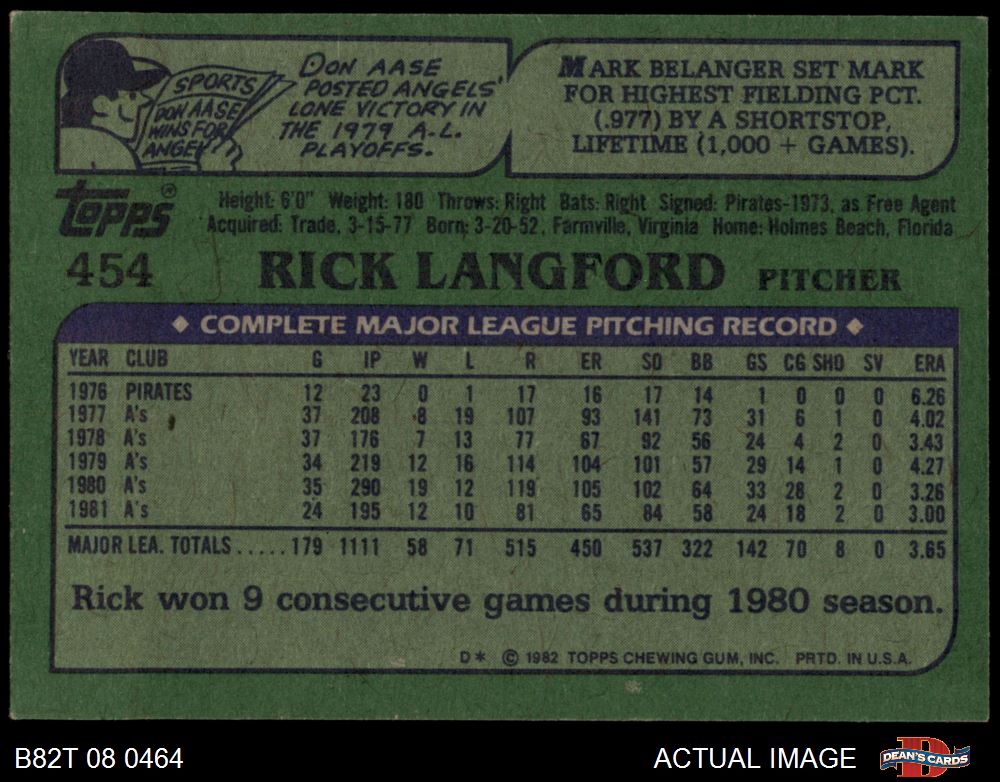 SPORTS
DON AASE
WINS FOR
ANGEL
DON AASE
POSTED ANGELS'
LONE VICTORY IN
THE 1979 A.L.
PLAYOFFS.
MARK BELANGER SET MARK
FOR HIGHEST FIELDING PCT.
(.977) BY A SHORTSTOP,
LIFETIME (1,000 + GAMES).
Topps®
Height: 6'0" Weight: 180 Throws: Right Bats: Right Signed: Pirates-1973, as Free Agent
Acquired: Trade, 3-15-77 Born: 3-20-52, Farmville, Virginia Home: Holmes Beach, Florida
454 RICK LANGFORD PITCHER
◆ COMPLETE MAJOR LEAGUE PITCHING RECORD ◆
YEAR CLUB G IP W L R ER SO BB GS CG SHO SV ERA
1976 PIRATES 12 23 0 1 17 16 17 14 1 0 0 0 6.26
1977 A's 37 208 8 19 107 93 141 73 31 6 1 0 4.02
1978 A's 37 176 7 13 77 67 92 56 24 4 2 0 3.43
1979 A's 34 219 12 16 114 104 101 57 29 14 1 0 4.27
1980 A's 35 290 19 12 119 105 102 64 33 28 2 0 3.26
1981 A's 24 195 12 10 81 65 84 58 24 18 2 0 3.00
MAJOR LEA. TOTALS ..... 179 1111 58 71 515 450 537 322 142 70 8 0 3.65
Rick won 9 consecutive games during 1980 season.
D* © 1982 TOPPS CHEWING GUM, INC. PRTD. IN U.S.A.
B82T 08 0464
ACTUAL IMAGE
D
DEAN'S CARDS